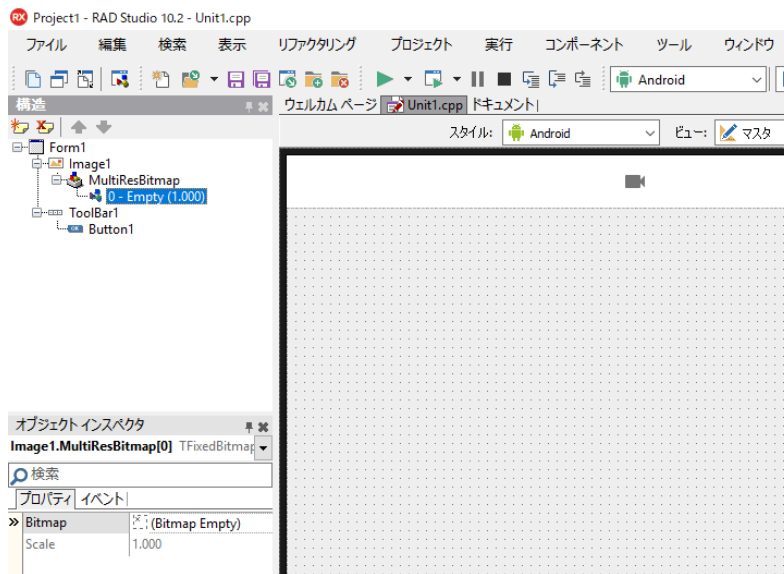 Project1 - RAD Studio 10.2 - Unit1.cpp
ファイル 編集 検索 表示 リファクタリング プロジェクト 実行 コンポーネント ツール ウィンドウ
Android
構造
ウェルカム ページ Unit1.cpp ドキュメント
スタイル: Android ビュー: マスタ
Form1
Image1
MultiResBitmap
0 - Empty (1.000)
ToolBar1
Button1
オブジェクト インスペクタ
Image1.MultiResBitmap[0] TFixedBitmap
検索
プロパティ イベント
Bitmap (Bitmap Empty)
Scale 1.000